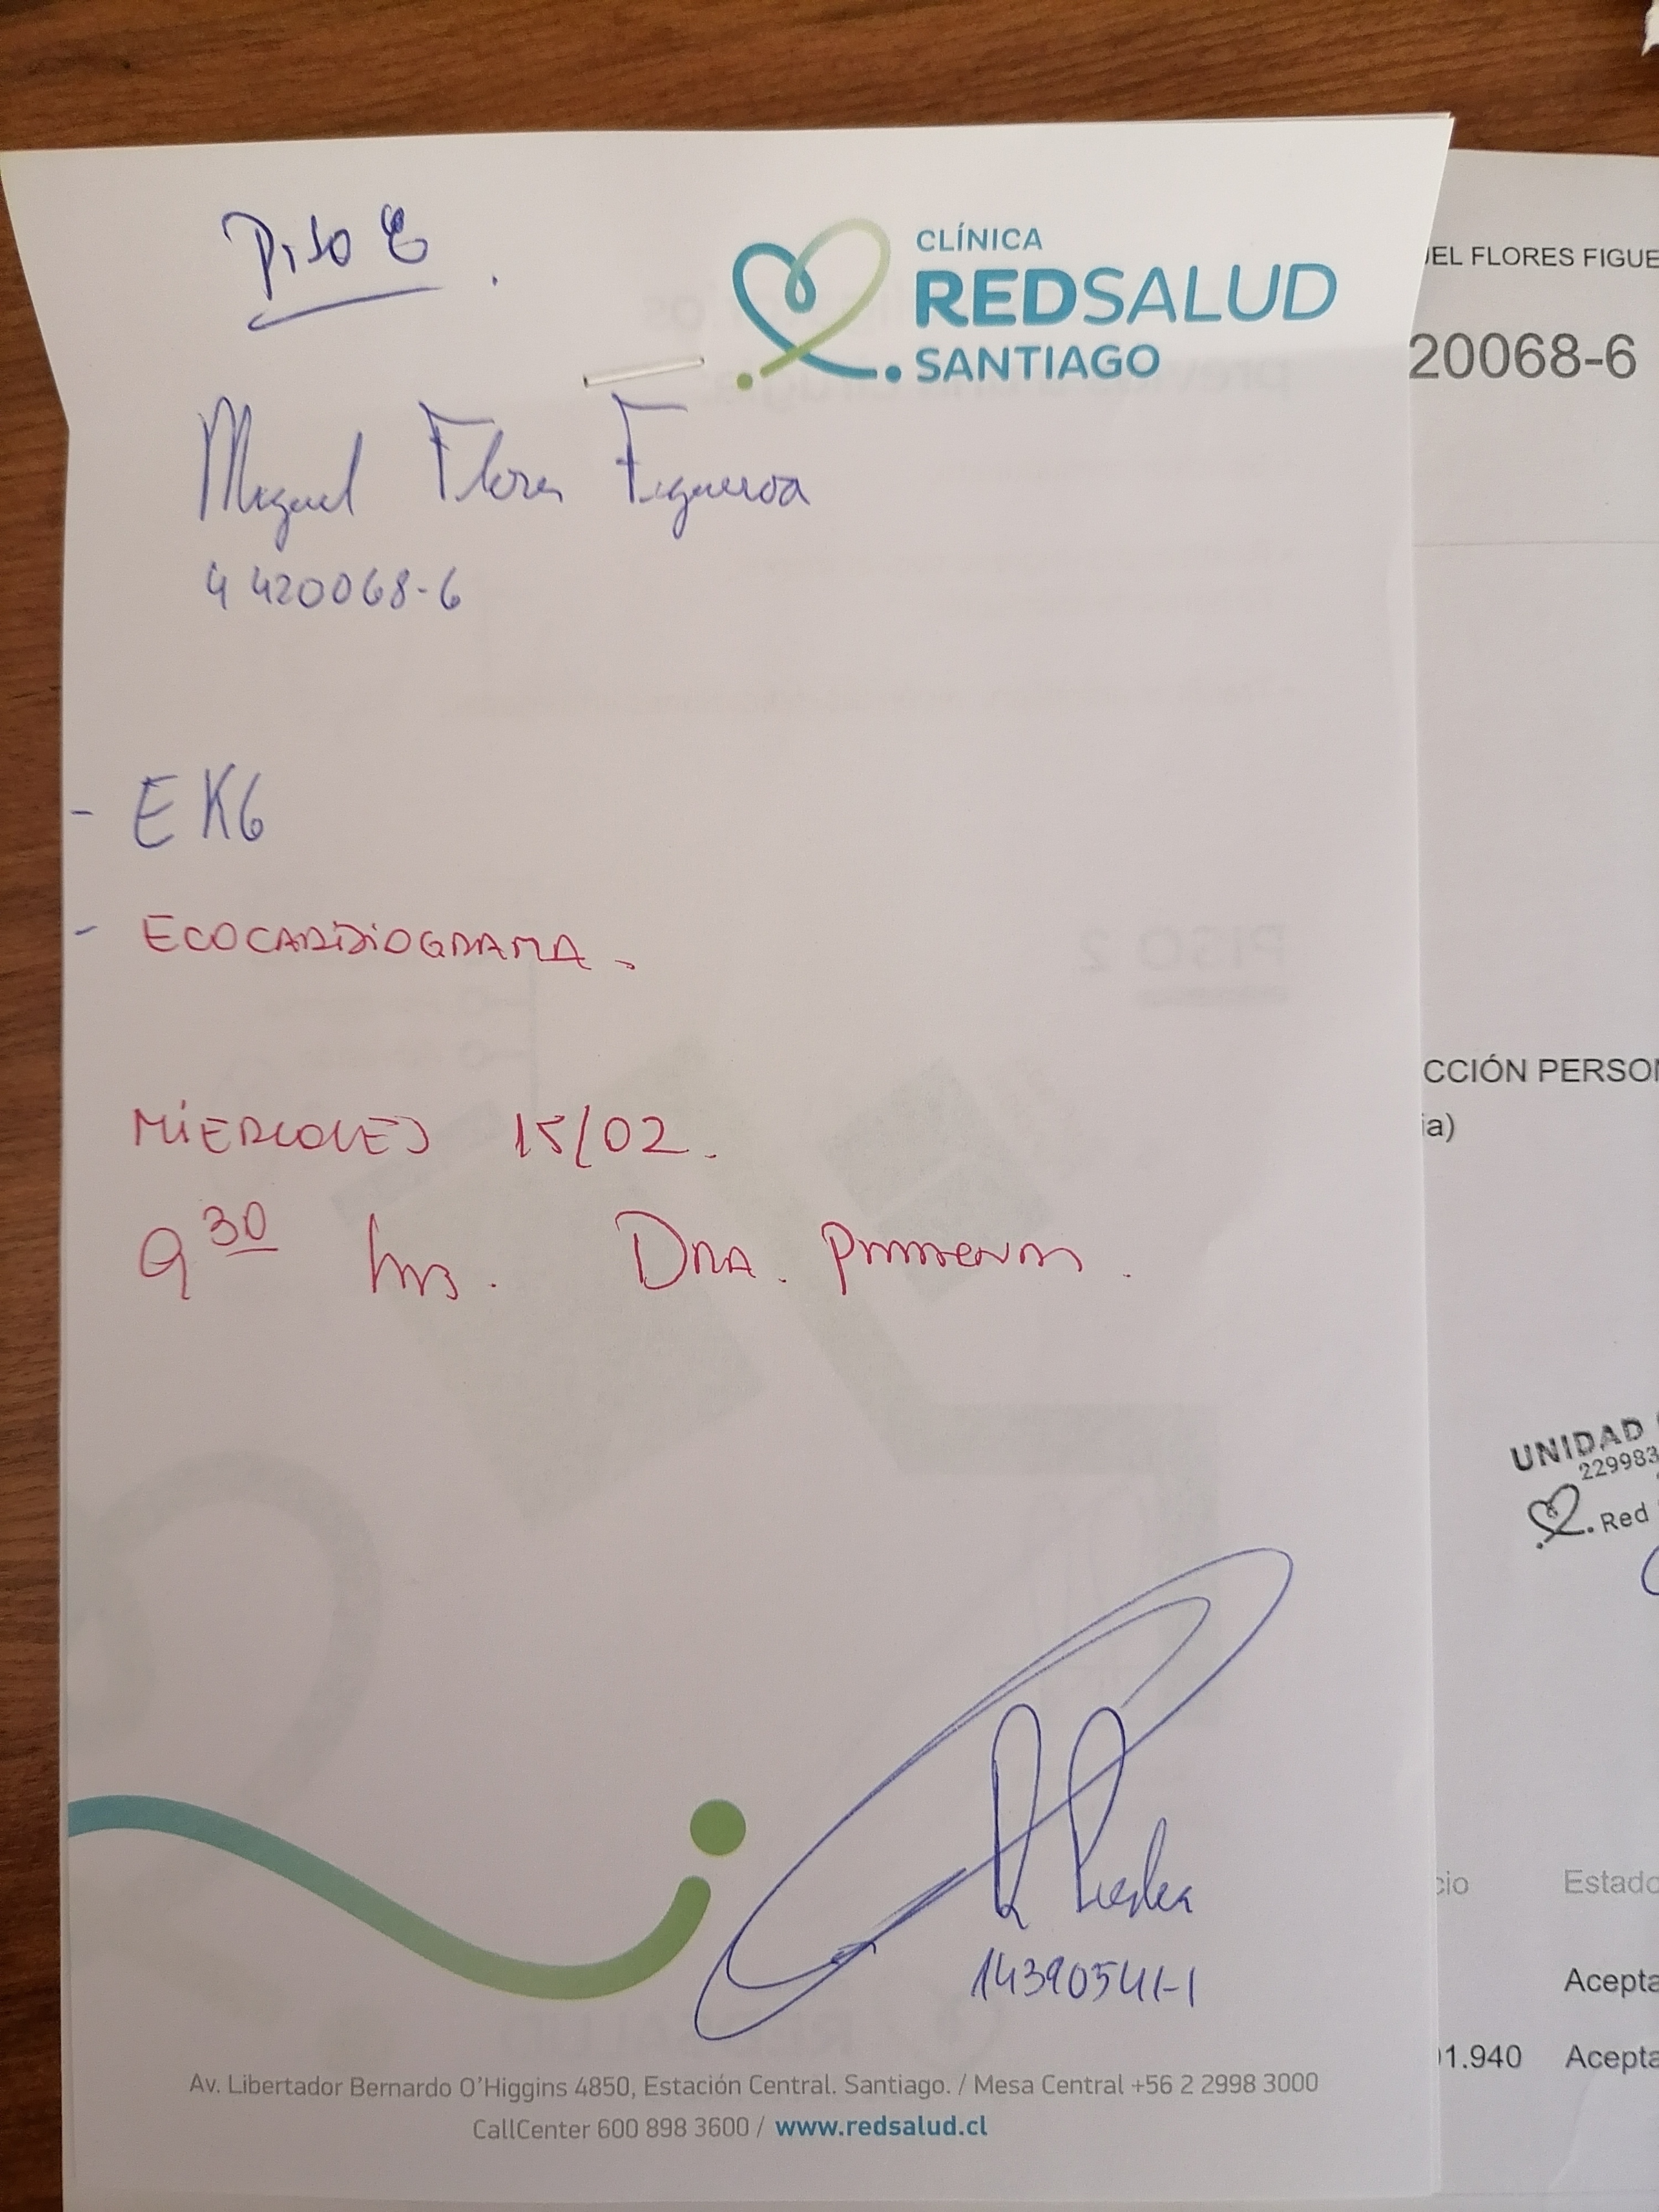 Piso
CLÍNICA
REDSALUD
SANTIAGO
Miguel Flores Figueroa
4420068-6
- EKG
- ECOCARDIOGRAMA.
MIERCOLES 15/02.
9 30 hrs. DRA.
14390541-1
Av. Libertador Bernardo O'Higgins 4850, Estación Central. Santiago. / Mesa Central +56 2 2998 3000
CallCenter 600 898 3600 / www.redsalud.cl
UEL FLORES FIGUE
20068-6
PISO 2
CCIÓN PERSO
ia)
UNIDAD
229983
Red
cio Estado
Acepta
1.940 Acepta